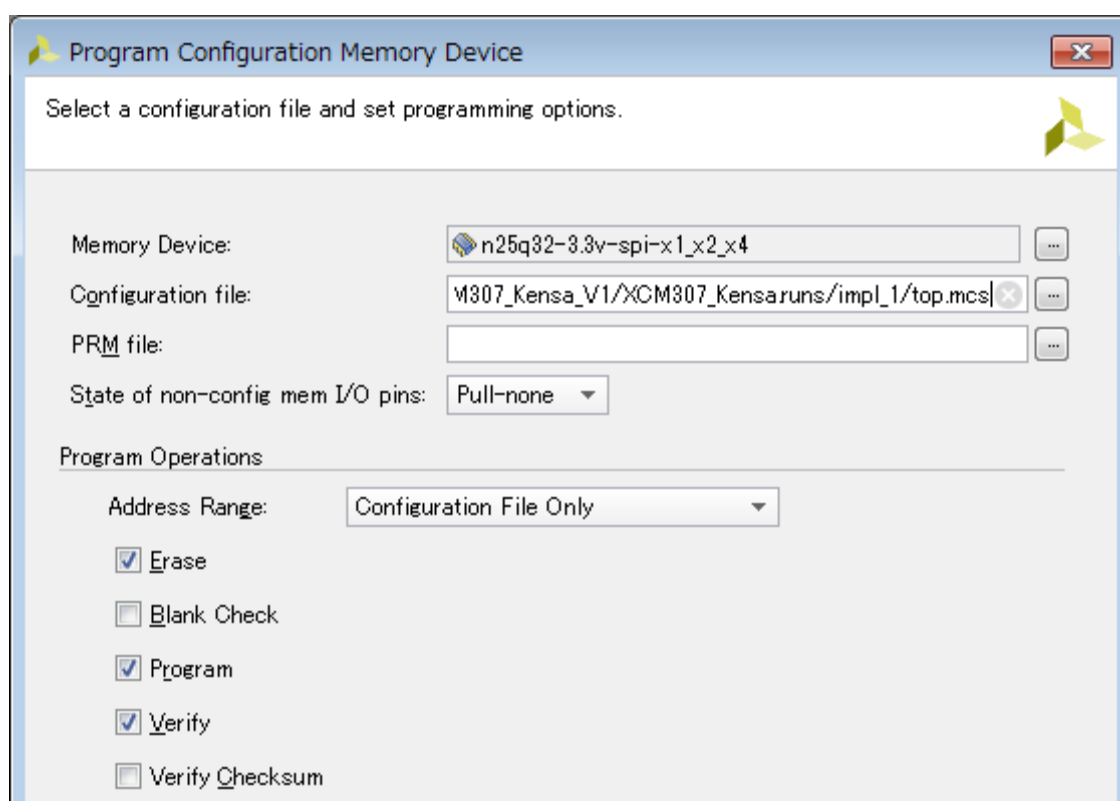 Program Configuration Memory Device
Select a configuration file and set programming options.
Memory Device: n25q32-3.3v-spi-x1_x2_x4 ...
Configuration file: M307_Kensa_V1/XCM307_Kensa.runs/impl_1/top.mcs ...
PRM file: ...
State of non-config mem I/O pins: Pull-none
Program Operations
Address Range: Configuration File Only
Erase
Blank Check
Program
Verify
Verify Checksum